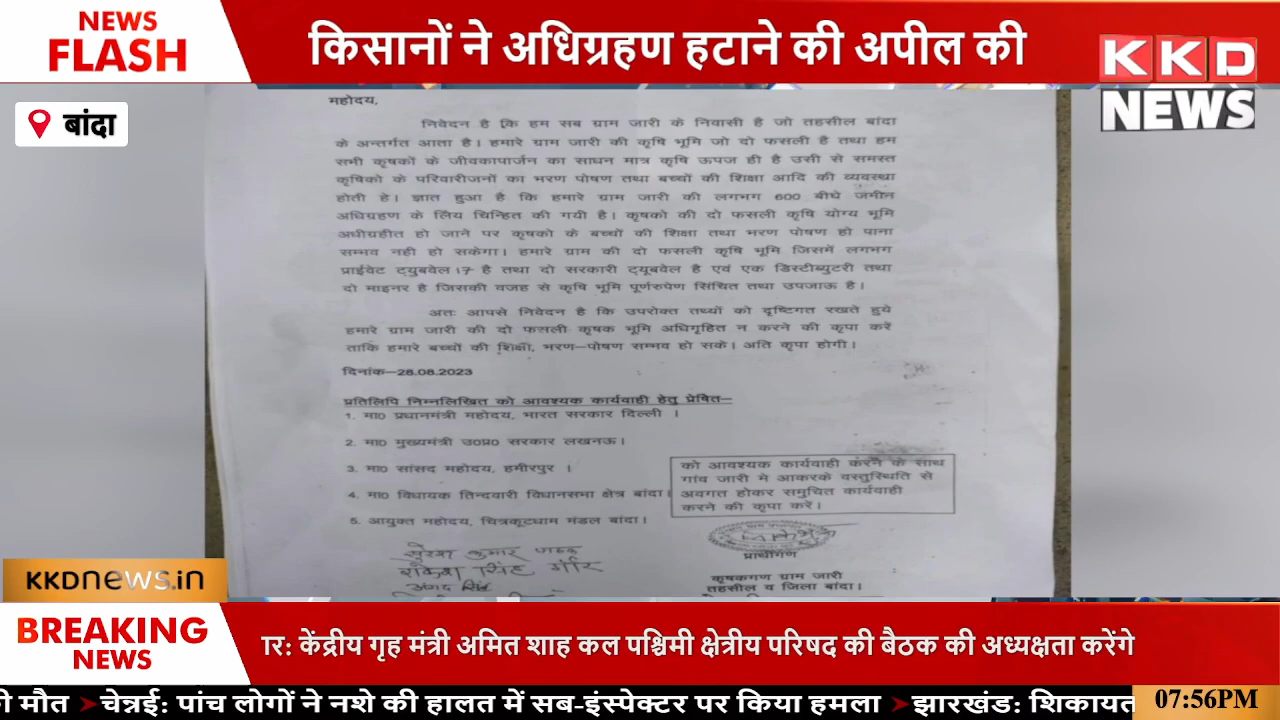 NEWS
FLASH
किसानों ने अधिग्रहण हटाने की अपील की
KKD
NEWS
बांदा
महोदय,
निवेदन है कि हम सब ग्राम जारी के निवासी है जो तहसील बांदा
के अन्तर्गत आता है। हमारे ग्राम जारी की कृषि भूमि जो दो फसली है तथा हम
सभी कृषकों के जीवकापार्जन का साधन मात्र कृषि ऊपज ही है उसी से समस्त
कृषिको के परिवारीजनों का भरण पोषण तथा बच्चों की शिक्षा आदि की व्यवस्था
होती हे। ज्ञात हुआ है कि हमारे ग्राम जारी की लगभग 600 बीघे जमीन
अधिग्रहण के लिय चिन्हित की गयी है। कृषको की दो फसली कृषि योग्य भूमि
अधीग्रहीत हो जाने पर कृषको के बच्चों की शिक्षा तथा भरण पोषण हो पाना
सम्भव नही हो सकेगा। हमारे ग्राम की दो फसली कृषि भूमि जिसमें लगभग
प्राईवेट ट्युबवेल 17 है तथा दो सरकारी ट्यूबवेल है एवं एक डिस्टीब्युटरी तथा
दो माइनर है जिसकी वजह से कृषि भूमि पूर्णरुपेण सिंचित तथा उपजाऊ है।
अतः आपसे निवेदन है कि उपरोक्त तथ्यों को दृष्टिगत रखते हुये
हमारे ग्राम जारी की दो फसली कृषक भूमि अधिगृहित न करने की कृपा करें
ताकि हमारे बच्चों की शिक्षा, भरण–पोषण सम्भव हो सके। अति कृपा होगी।
दिनांक–28.08.2023
प्रतिलिपि निम्नलिखित को आवश्यक कार्यवाही हेतु प्रेषित–
1. मा0 प्रधानमंत्री महोदय, भारत सरकार दिल्ली ।
2. मा0 मुख्यमंत्री उ0प्र0 सरकार लखनऊ।
3. मा0 सांसद महोदय, हमीरपुर ।
4. मा0 विधायक तिन्दवारी विधानसभा क्षेत्र बांदा।
5. आयुक्त महोदय, चित्रकूटधाम मंडल बांदा।
को आवश्यक कार्यवाही करने के साथ
गांव जारी मे आकरके वस्तुस्थिति से
अवगत होकर समुचित कार्यवाही
करने की कृपा करें।
प्रार्थीगण
कृषकगण ग्राम जारी
तहसील व जिला बांदा।
कुमार
राकेश सिंह
KKDnews.in
BREAKING
NEWS
गर: केंद्रीय गृह मंत्री अमित शाह कल पश्चिमी क्षेत्रीय परिषद की बैठक की अध्यक्षता करेंगे
की मौत ➤चेन्नई: पांच लोगों ने नशे की हालत में सब-इंस्पेक्टर पर किया हमला ➤झारखंड: शिकायत
07:56PM